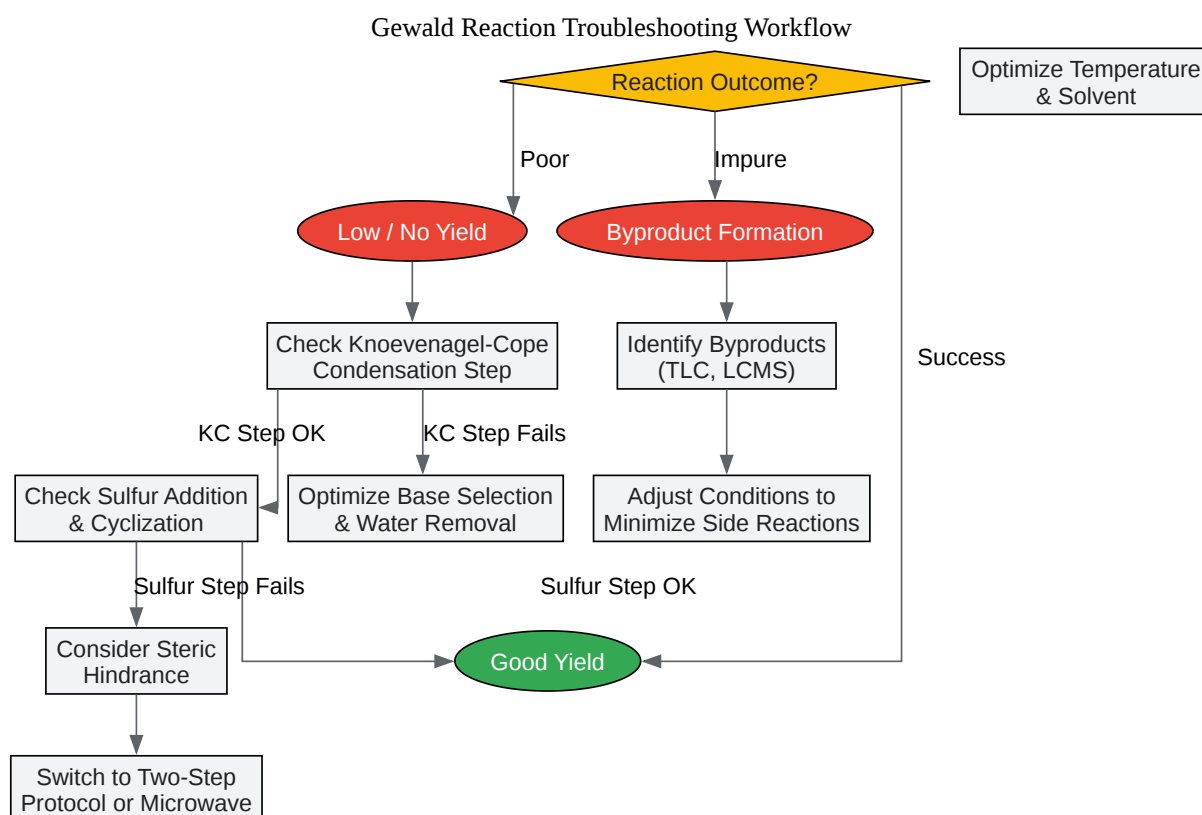 Gewald Reaction Troubleshooting Workflow
Reaction Outcome?
Optimize Temperature
& Solvent
Poor
Impure
Low / No Yield
Byproduct Formation
Check Knoevenagel-Cope
Condensation Step
Identify Byproducts
(TLC, LCMS)
Success
KC Step OK
KC Step Fails
Check Sulfur Addition
& Cyclization
Optimize Base Selection
& Water Removal
Adjust Conditions to
Minimize Side Reactions
Sulfur Step Fails
Sulfur Step OK
Consider Steric
Hindrance
Good Yield
Switch to Two-Step
Protocol or Microwave